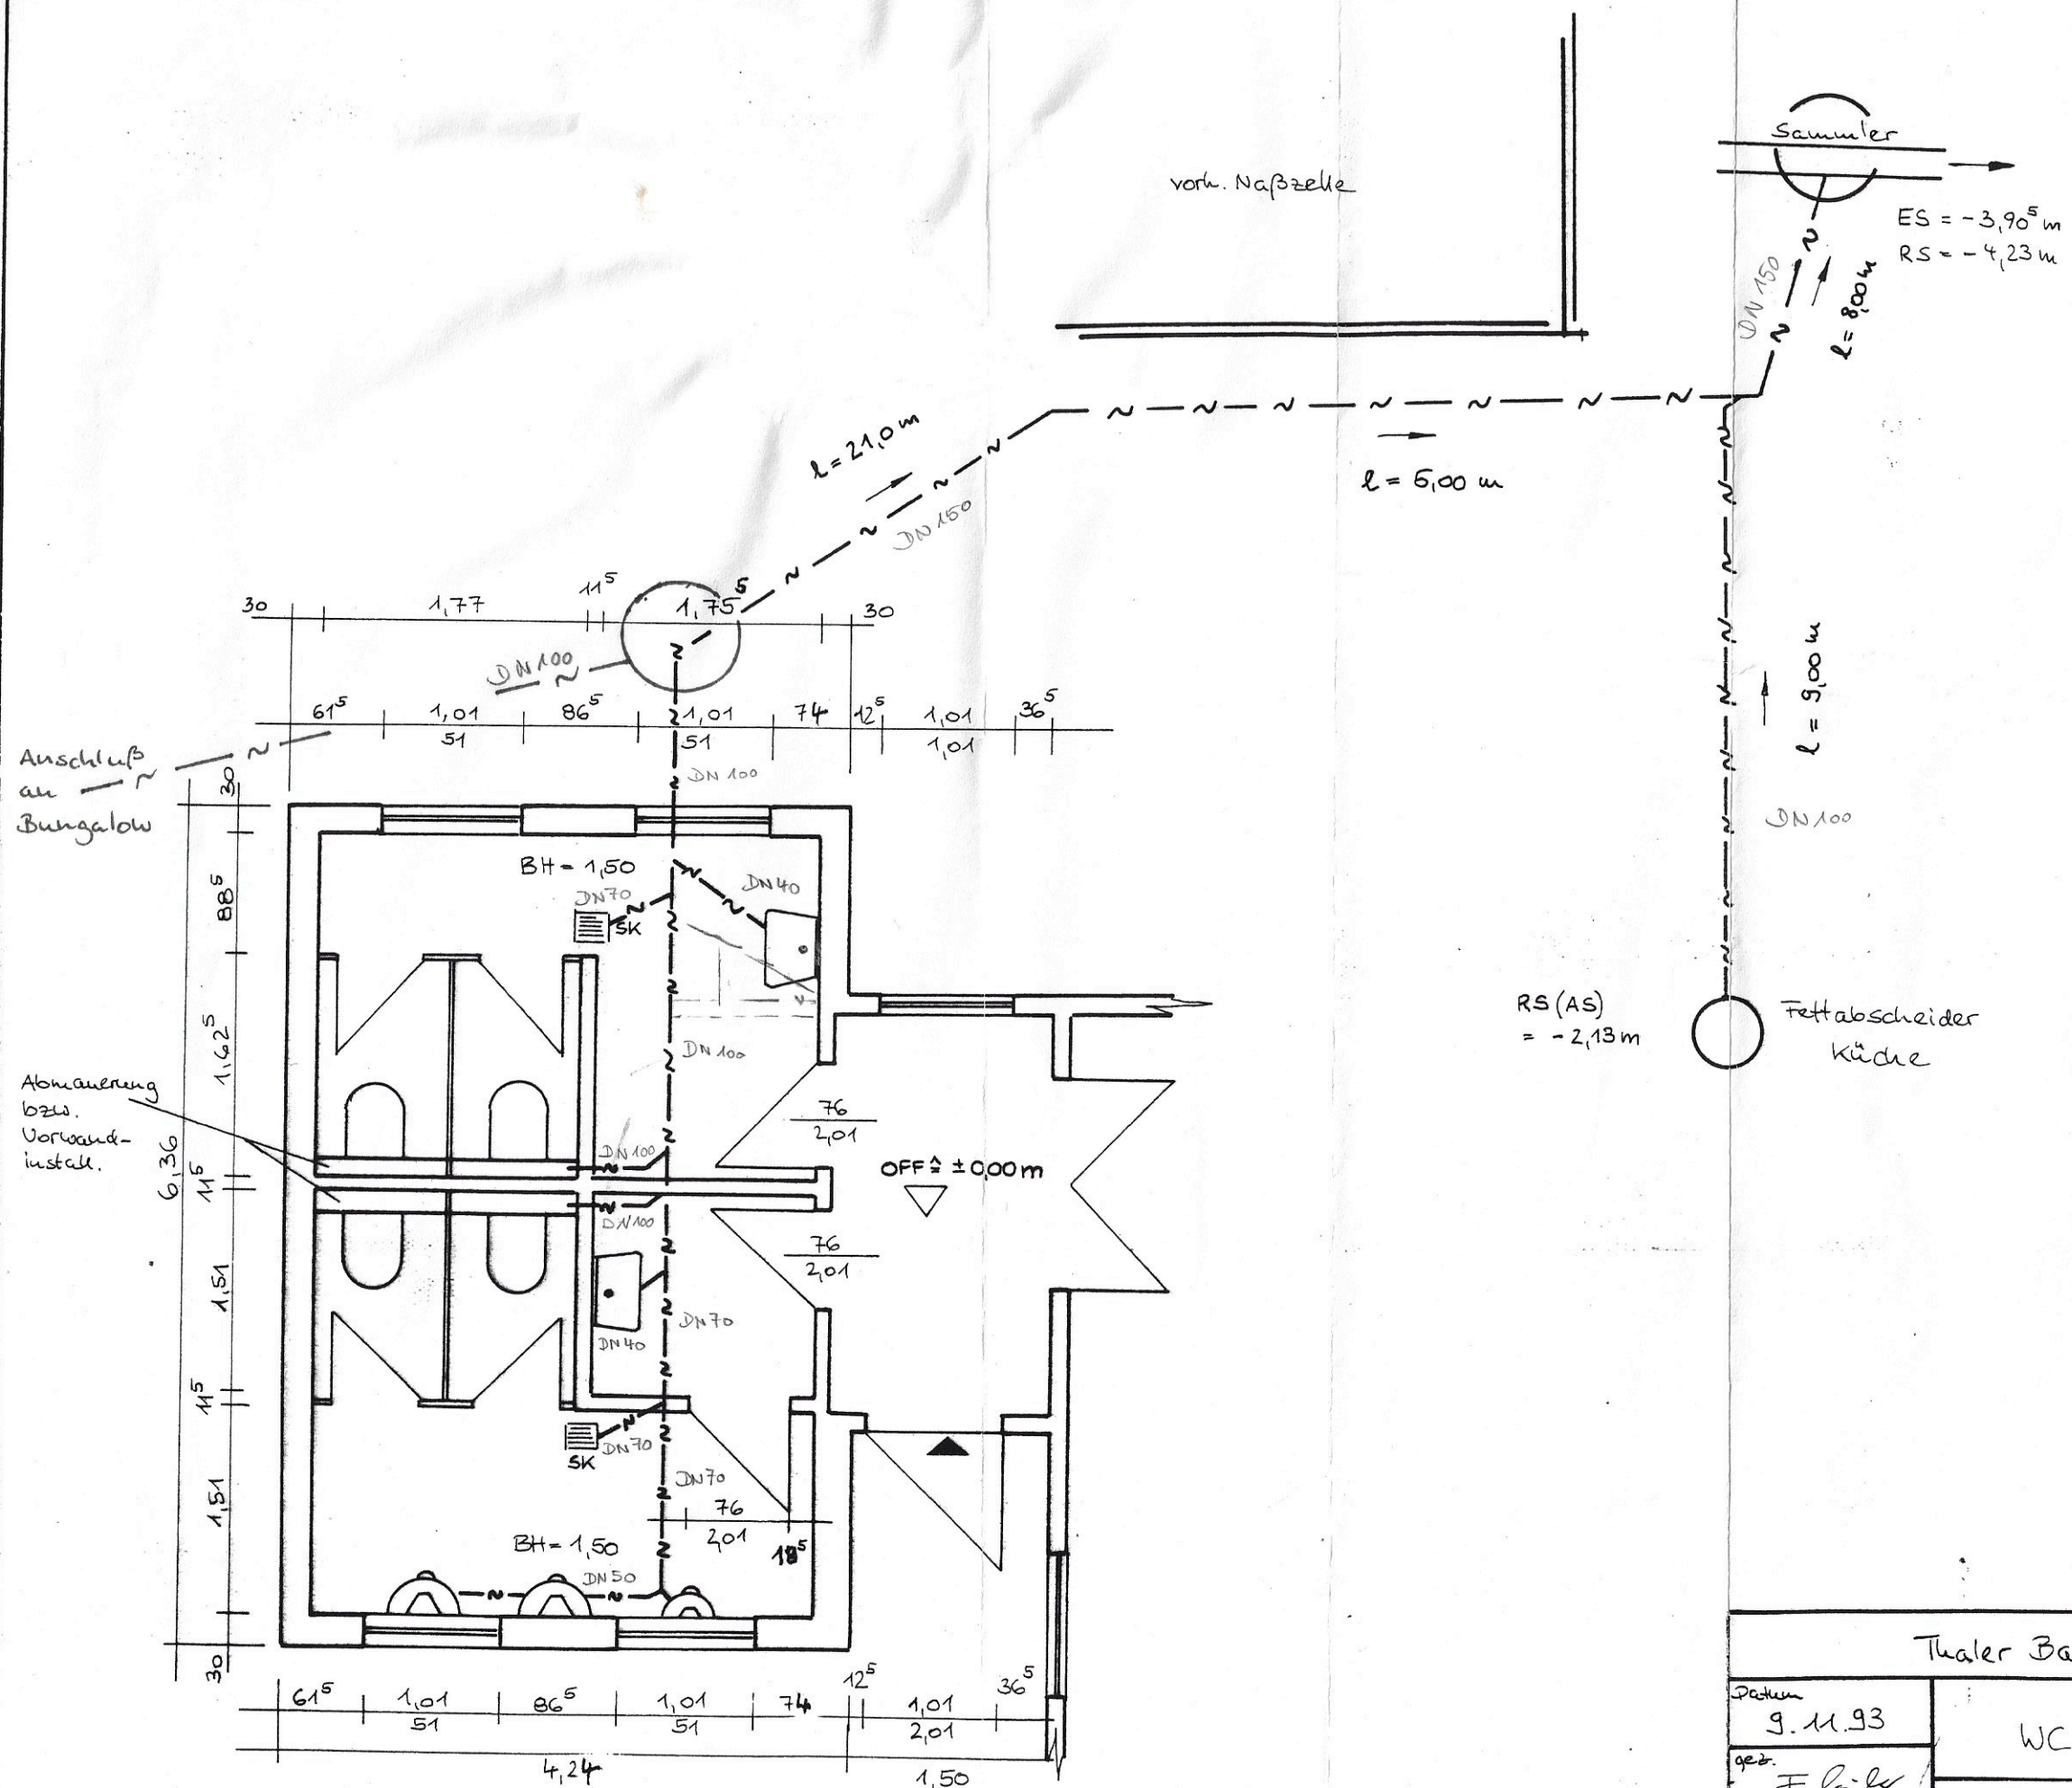 Sammler
vorh. Naßzelle
ES = -3,90⁵ m
RS = -4,23 m
DN 150
l = 8,00 m
l = 21,0 m
DN 150
l = 5,00 m
11⁵
30
1,77
1,75⁵
30
DN 100
61⁵
1,01
86⁵
1,01
74
12⁵
1,01
36⁵
51
51
1,01
Anschluß
an
Bungalow
30
DN 100
l = 9,00 m
DN 100
BH = 1,50
DN 70
DN 40
SK
88⁵
RS (AS)
= -2,13 m
Fettabscheider
Küche
1,62⁵
DN 100
Abmauerung
bzw.
Vorwand-
install.
76
2,01
6,36
11⁵
DN 100
OFF ≙ ±0,00 m
DN 100
76
2,01
1,51
DN 70
DN 40
11⁵
DN 70
SK
DN 70
1,51
76
2,01
BH = 1,50
DN 50
30
61⁵
1,01
86⁵
1,01
74
12⁵
1,01
36⁵
51
51
2,01
4,24
1,50
Thaler Ba
Datum
9.11.93
WC
gez.